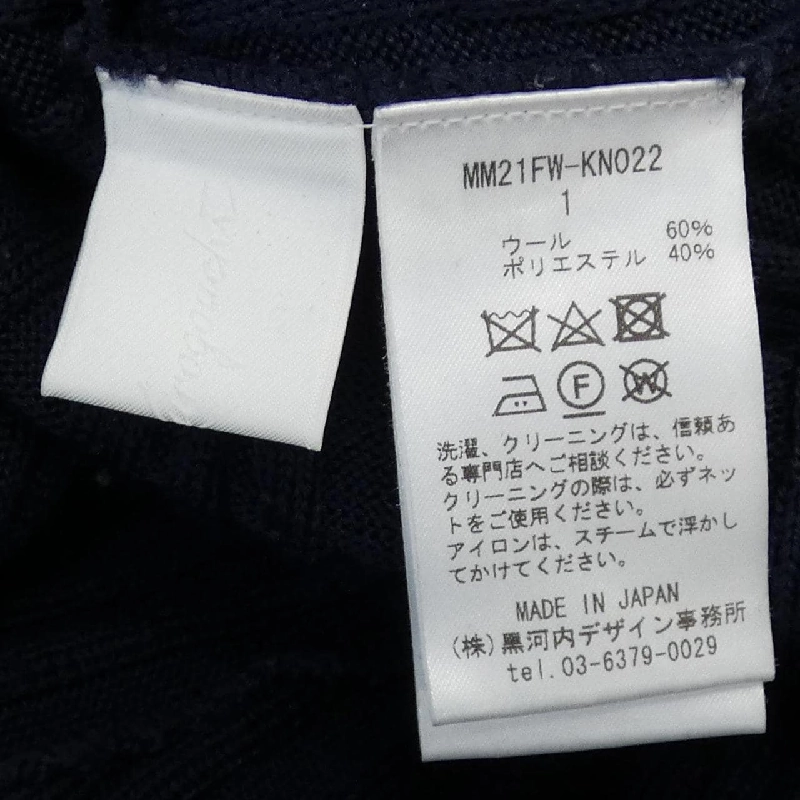 MM21FW-KN022
1
ウール 60%
ポリエステル 40%
F
W
洗濯、クリーニングは、信頼あ
る専門店へご相談ください。
クリーニングの際は、必ずネッ
トをご使用ください。
アイロンは、スチームで浮かし
てかけてください。
MADE IN JAPAN
(株)黒河内デザイン事務所
tel.03-6379-0029